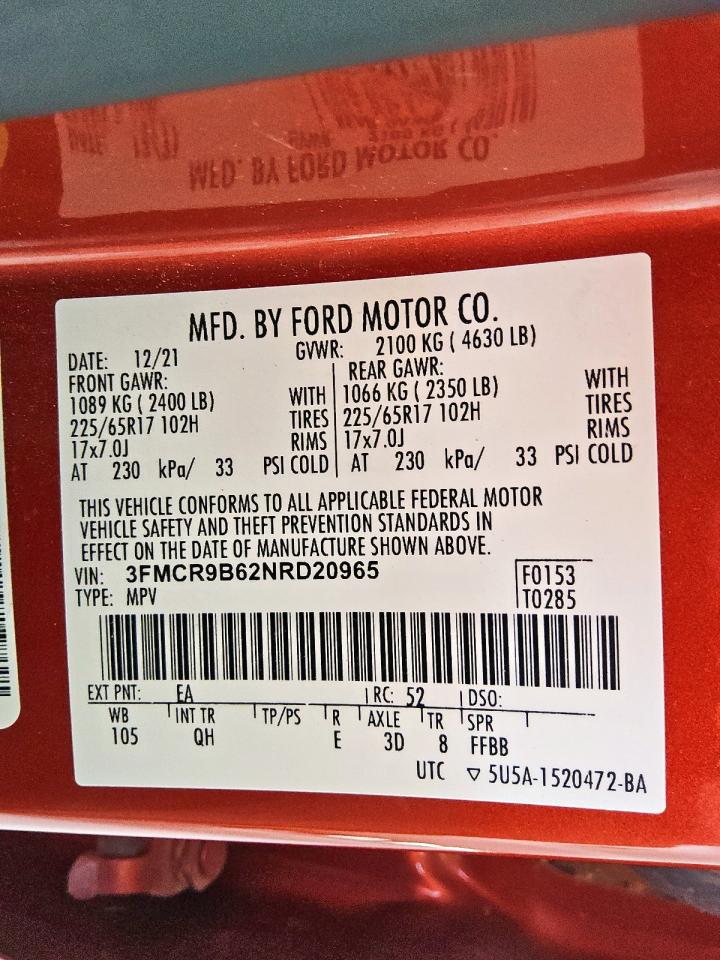 MFD. BY FORD MOTOR CO.
DATE: 12/21 GVWR: 2100 KG ( 4630 LB)
FRONT GAWR: REAR GAWR:
1089 KG ( 2400 LB) WITH 1066 KG ( 2350 LB) WITH
225/65R17 102H TIRES 225/65R17 102H TIRES
17x7.0J RIMS 17x7.0J RIMS
AT 230 kPa/ 33 PSI COLD AT 230 kPa/ 33 PSI COLD
THIS VEHICLE CONFORMS TO ALL APPLICABLE FEDERAL MOTOR
VEHICLE SAFETY AND THEFT PREVENTION STANDARDS IN
EFFECT ON THE DATE OF MANUFACTURE SHOWN ABOVE.
VIN: 3FMCR9B62NRD20965 F0153
TYPE: MPV T0285
EXT PNT: EA RC: 52 DSO:
WB INT TR TP/PS R AXLE TR SPR
105 QH E 3D 8 FFBB
UTC ▽ 5U5A-1520472-BA